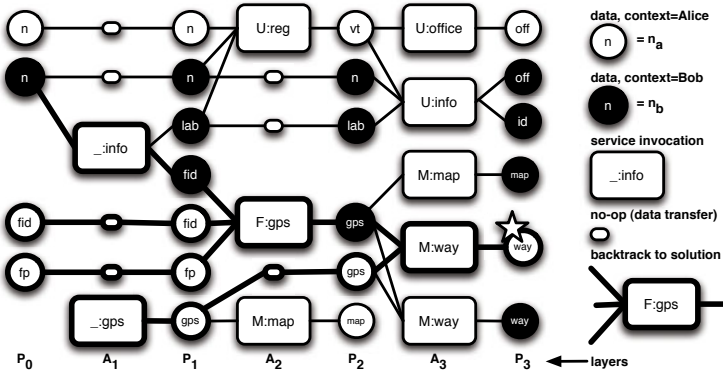 n n U:reg vt U:office off
n n n off
_:info lab lab U:info id
fid M:map map
fid fid F:gps gps
fp fp gps M:way way
_:gps gps M:map map M:way way
P0 A1 P1 A2 P2 A3 P3 layers
data, context=Alice
n = na
data, context=Bob
n = nb
service invocation
_:info
no-op (data transfer)
backtrack to solution
F:gps